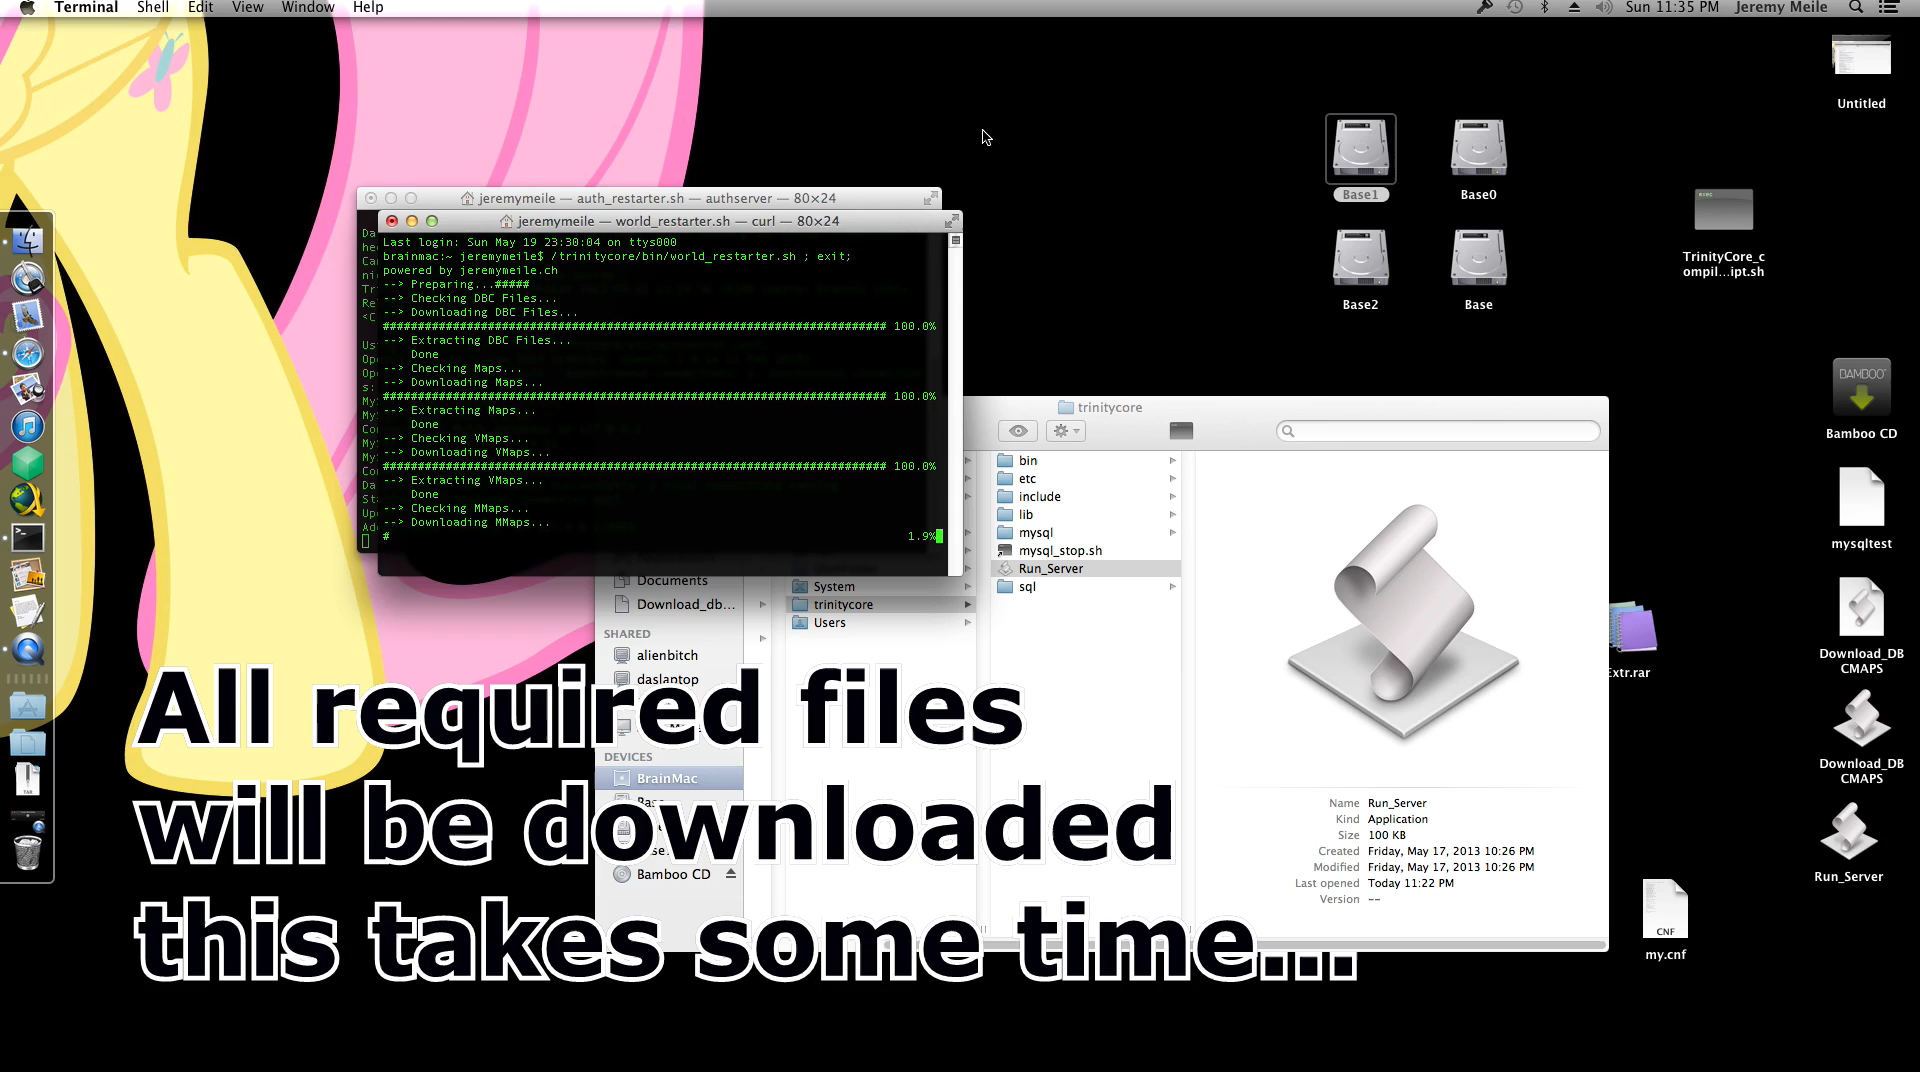 Terminal Shell Edit View Window Help
Sun 11:35 PM Jeremy Meile
Untitled
Base1
Base0
TrinityCore_c
ompil...ipt.sh
Base2
Base
Bamboo CD
mysqltest
Download_DB
CMAPS
Extr.rar
Download_DB
CMAPS
Run_Server
CNF
my.cnf
jeremymeile — auth_restarter.sh — authserver — 80×24
jeremymeile — world_restarter.sh — curl — 80×24
Last login: Sun May 19 23:30:04 on ttys000
brainmac:~ jeremymeile$ /trinitycore/bin/world_restarter.sh ; exit;
powered by jeremymeile.ch
--> Preparing...#####
--> Checking DBC Files...
--> Downloading DBC Files...
######################################################################## 100.0%
--> Extracting DBC Files...
Done
--> Checking Maps...
--> Downloading Maps...
######################################################################## 100.0%
--> Extracting Maps...
Done
--> Checking VMaps...
--> Downloading VMaps...
######################################################################## 100.0%
--> Extracting VMaps...
Done
--> Checking MMaps...
--> Downloading MMaps...
# 1.9%
trinitycore
bin
etc
include
lib
mysql
mysql_stop.sh
Run_Server
sql
System
trinitycore
Users
Documents
Download_db...
SHARED
alienbitch
daslaptop
DEVICES
BrainMac
Bamboo CD
Name Run_Server
Kind Application
Size 100 KB
Created Friday, May 17, 2013 10:26 PM
Modified Friday, May 17, 2013 10:26 PM
Last opened Today 11:22 PM
Version --
All required files
will be downloaded
this takes some time....